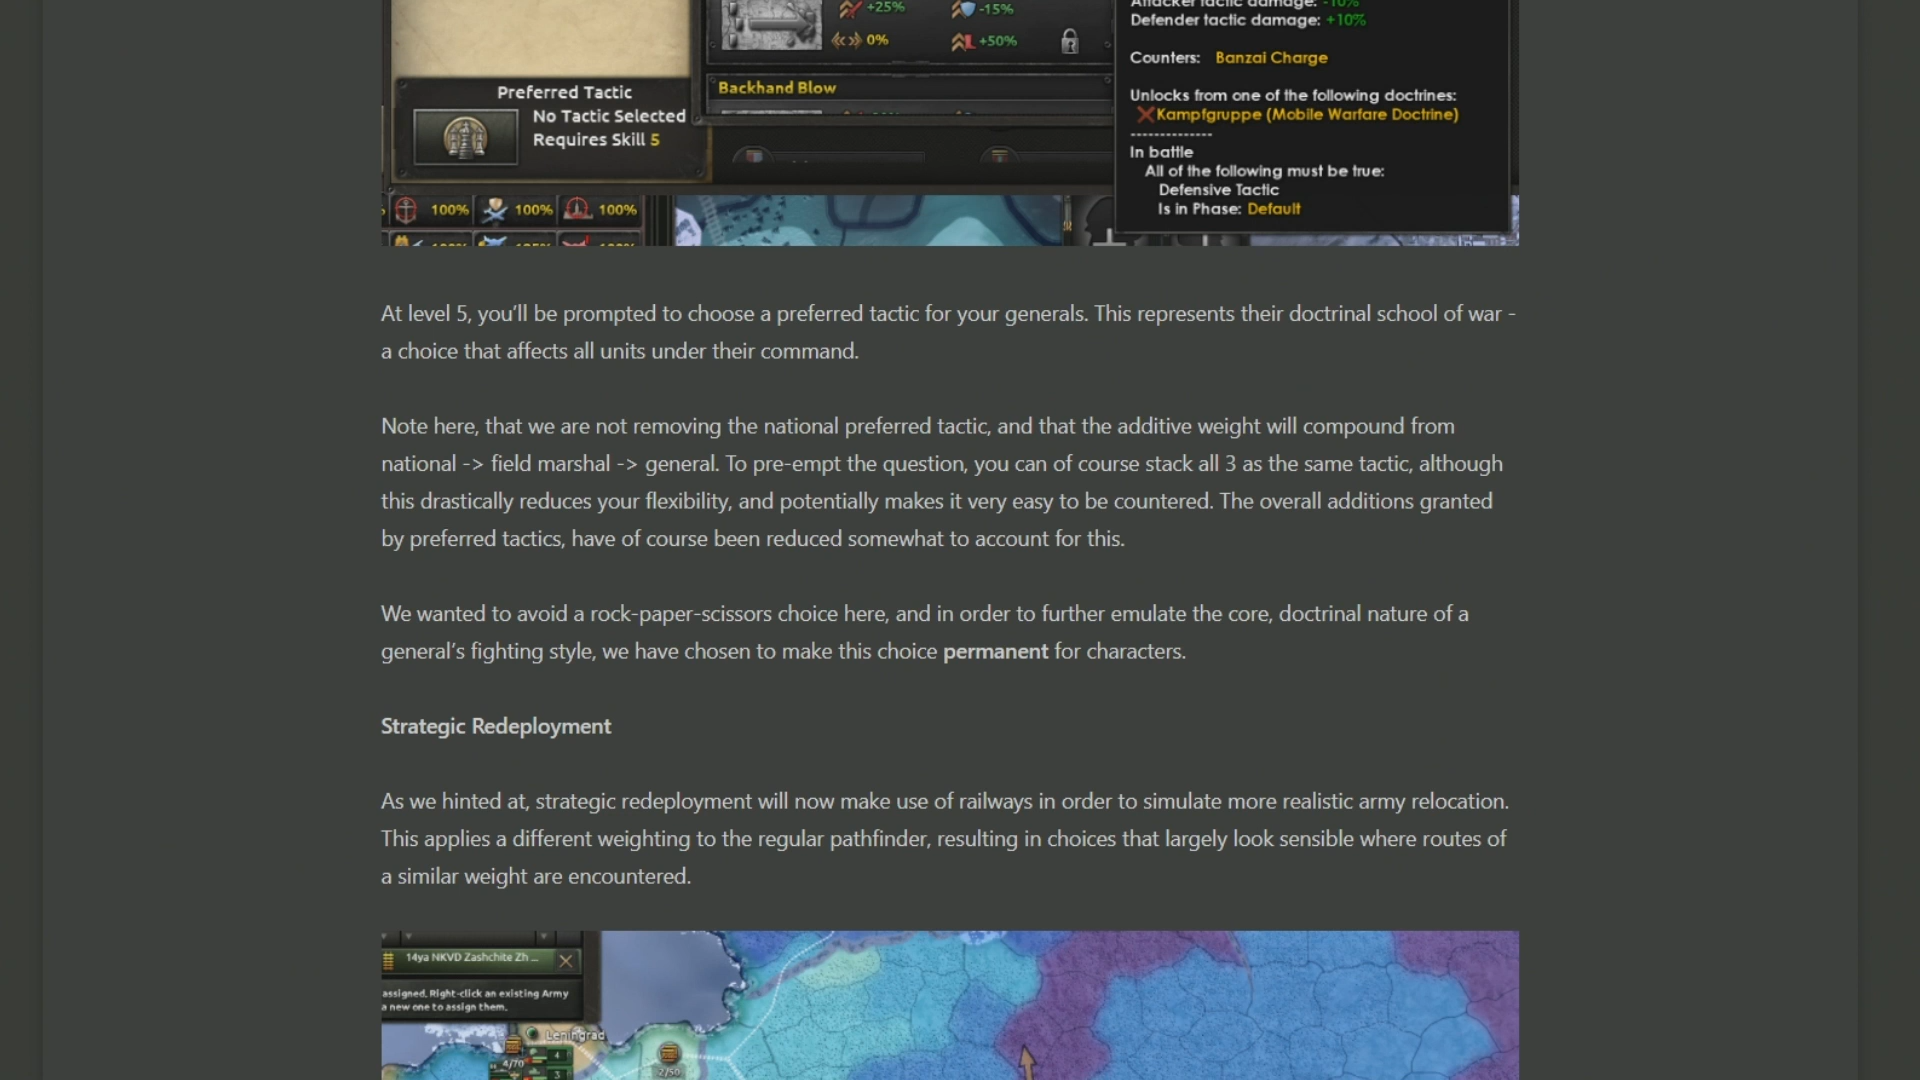 Attacker tactic damage: -10%
Defender tactic damage: +10%
Counters: Banzai Charge
Unlocks from one of the following doctrines:
Kampfgruppe (Mobile Warfare Doctrine)
--------------
In battle
All of the following must be true:
Defensive Tactic
Is in Phase: Default
+25% -15%
0% +50%
Backhand Blow
Preferred Tactic
No Tactic Selected
Requires Skill 5
100% 100% 100%
At level 5, you’ll be prompted to choose a preferred tactic for your generals. This represents their doctrinal school of war -
a choice that affects all units under their command.
Note here, that we are not removing the national preferred tactic, and that the additive weight will compound from
national -> field marshal -> general. To pre-empt the question, you can of course stack all 3 as the same tactic, although
this drastically reduces your flexibility, and potentially makes it very easy to be countered. The overall additions granted
by preferred tactics, have of course been reduced somewhat to account for this.
We wanted to avoid a rock-paper-scissors choice here, and in order to further emulate the core, doctrinal nature of a
general’s fighting style, we have chosen to make this choice permanent for characters.
Strategic Redeployment
As we hinted at, strategic redeployment will now make use of railways in order to simulate more realistic army relocation.
This applies a different weighting to the regular pathfinder, resulting in choices that largely look sensible where routes of
a similar weight are encountered.
14ya NKVD Zashchite Zh ...
assigned. Right-click an existing Army
a new one to assign them.
Leningrad
4/70 4
3
2/50